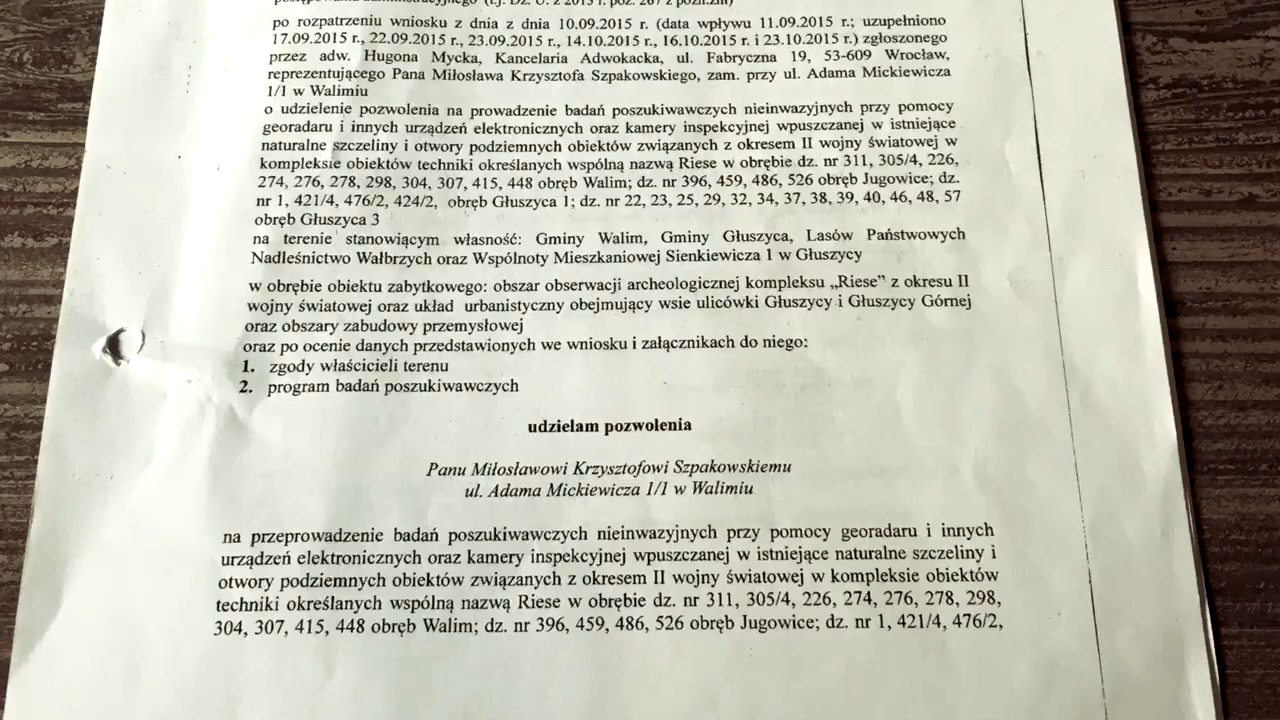 po rozpatrzeniu wniosku z dnia z dnia 10.09.2015 r. (data wpływu 11.09.2015 r.; uzupełniono
17.09.2015 r., 22.09.2015 r., 23.09.2015 r., 14.10.2015 r., 16.10.2015 r. i 23.10.2015 r.) zgłoszonego
przez adw. Hugona Mycka, Kancelaria Adwokacka, ul. Fabryczna 19, 53-609 Wrocław,
reprezentującego Pana Miłosława Krzysztofa Szpakowskiego, zam. przy ul. Adama Mickiewicza
1/1 w Walimiu
o udzielenie pozwolenia na prowadzenie badań poszukiwawczych nieinwazyjnych przy pomocy
georadaru i innych urządzeń elektronicznych oraz kamery inspekcyjnej wpuszczanej w istniejące
naturalne szczeliny i otwory podziemnych obiektów związanych z okresem II wojny światowej w
kompleksie obiektów techniki określanych wspólną nazwą Riese w obrębie dz. nr 311, 305/4, 226,
274, 276, 278, 298, 304, 307, 415, 448 obręb Walim; dz. nr 396, 459, 486, 526 obręb Jugowice; dz.
nr 1, 421/4, 476/2, 424/2, obręb Głuszyca 1; dz. nr 22, 23, 25, 29, 32, 34, 37, 38, 39, 40, 46, 48, 57
obręb Głuszyca 3
na terenie stanowiącym własność: Gminy Walim, Gminy Głuszyca, Lasów Państwowych
Nadleśnictwo Wałbrzych oraz Wspólnoty Mieszkaniowej Sienkiewicza 1 w Głuszycy
w obrębie obiektu zabytkowego: obszar obserwacji archeologicznej kompleksu „Riese” z okresu II
wojny światowej oraz układ urbanistyczny obejmujący wsie ulicówki Głuszycy i Głuszycy Górnej
oraz obszary zabudowy przemysłowej
oraz po ocenie danych przedstawionych we wniosku i załącznikach do niego:
1. zgody właścicieli terenu
2. program badań poszukiwawczych
udzielam pozwolenia
Panu Miłosławowi Krzysztofowi Szpakowskiemu
ul. Adama Mickiewicza 1/1 w Walimiu
na przeprowadzenie badań poszukiwawczych nieinwazyjnych przy pomocy georadaru i innych
urządzeń elektronicznych oraz kamery inspekcyjnej wpuszczanej w istniejące naturalne szczeliny i
otwory podziemnych obiektów związanych z okresem II wojny światowej w kompleksie obiektów
techniki określanych wspólną nazwą Riese w obrębie dz. nr 311, 305/4, 226, 274, 276, 278, 298,
304, 307, 415, 448 obręb Walim; dz. nr 396, 459, 486, 526 obręb Jugowice; dz. nr 1, 421/4, 476/2,